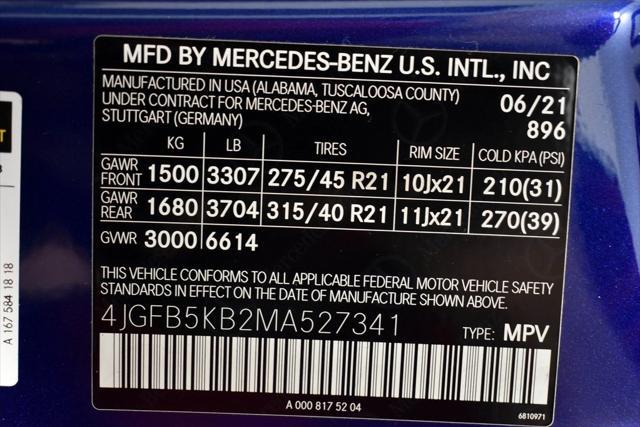 MFD BY MERCEDES-BENZ U.S. INTL., INC
MANUFACTURED IN USA (ALABAMA, TUSCALOOSA COUNTY)
UNDER CONTRACT FOR MERCEDES-BENZ AG,
STUTTGART (GERMANY)
06/21
896
KG LB TIRES RIM SIZE COLD KPA (PSI)
GAWR FRONT 1500 3307 275/45 R21 10Jx21 210(31)
GAWR REAR 1680 3704 315/40 R21 11Jx21 270(39)
GVWR 3000 6614
THIS VEHICLE CONFORMS TO ALL APPLICABLE FEDERAL MOTOR VEHICLE SAFETY
STANDARDS IN EFFECT ON THE DATE OF MANUFACTURE SHOWN ABOVE.
4JGFB5KB2MA527341 TYPE: MPV
A 000 817 52 04
6810971
A 167 584 18 18